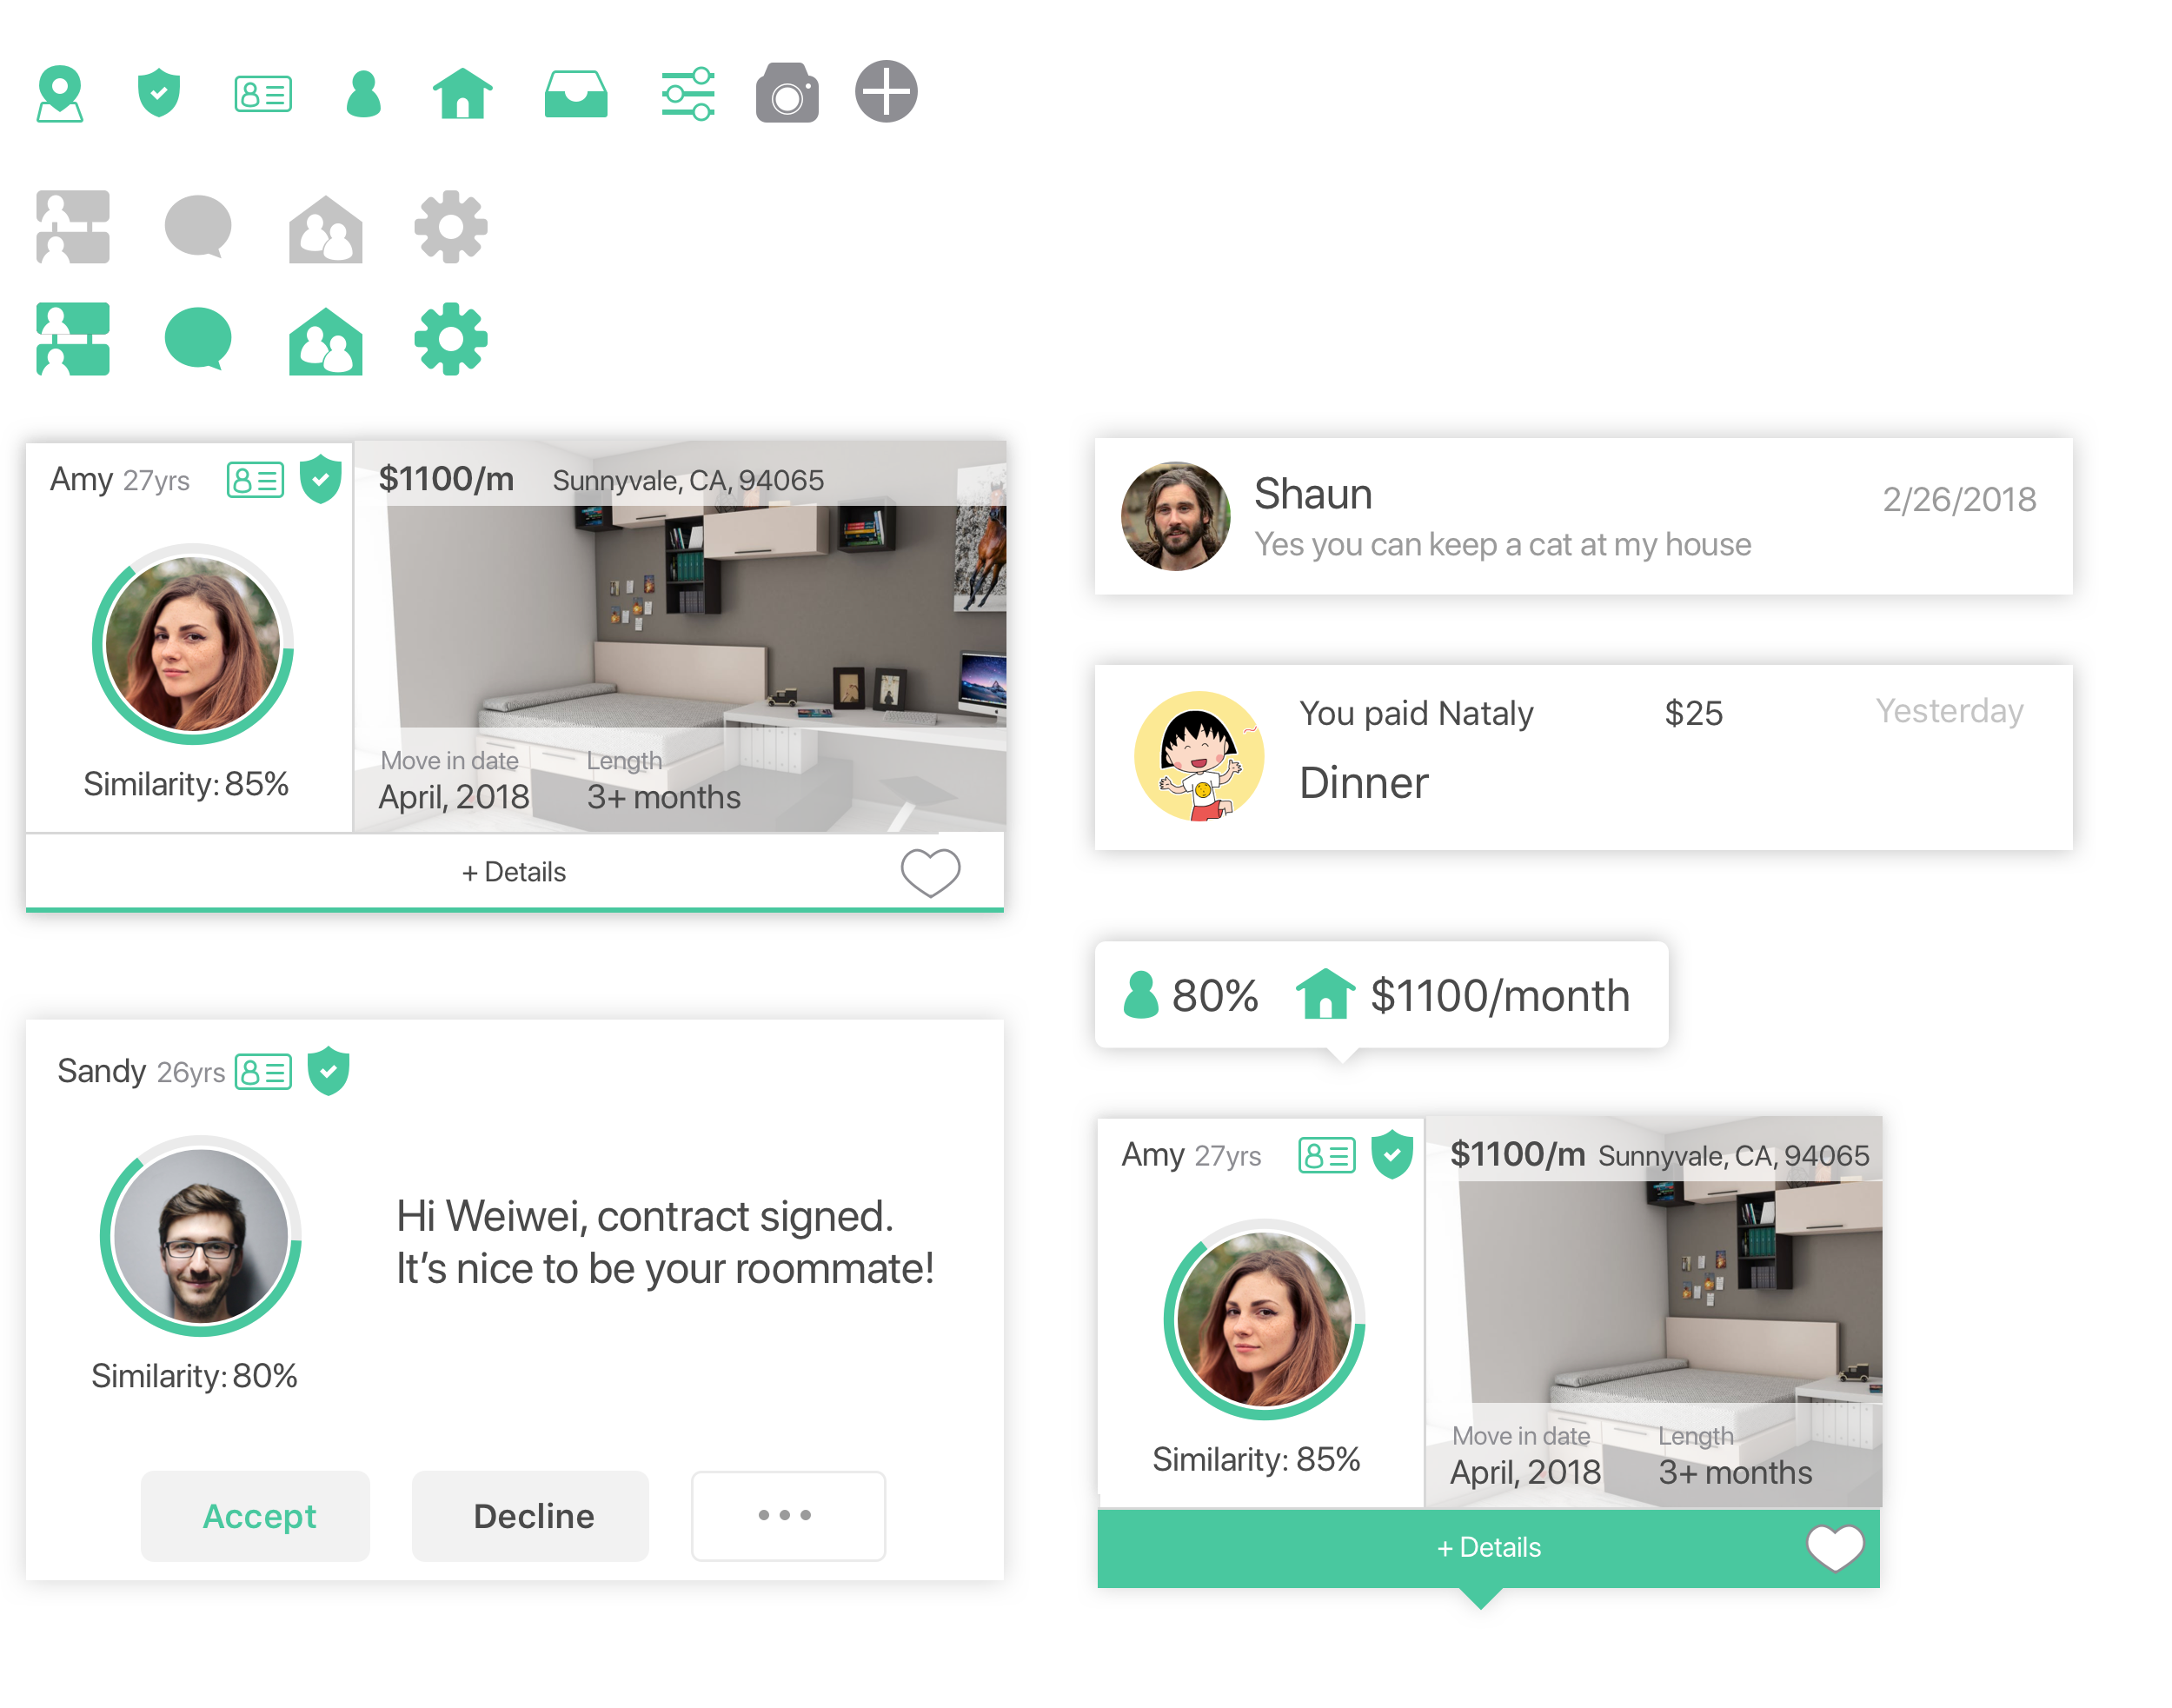 Amy 27yrs
$1100/m Sunnyvale, CA, 94065
Similarity: 85%
Move in date Length
April, 2018 3+ months
+ Details
Shaun
2/26/2018
Yes you can keep a cat at my house
You paid Nataly $25 Yesterday
Dinner
80% $1100/month
Sandy 26yrs
Similarity: 80%
Hi Weiwei, contract signed.
It’s nice to be your roommate!
Accept Decline
Amy 27yrs
$1100/m Sunnyvale, CA, 94065
Similarity: 85%
Move in date Length
April, 2018 3+ months
+ Details